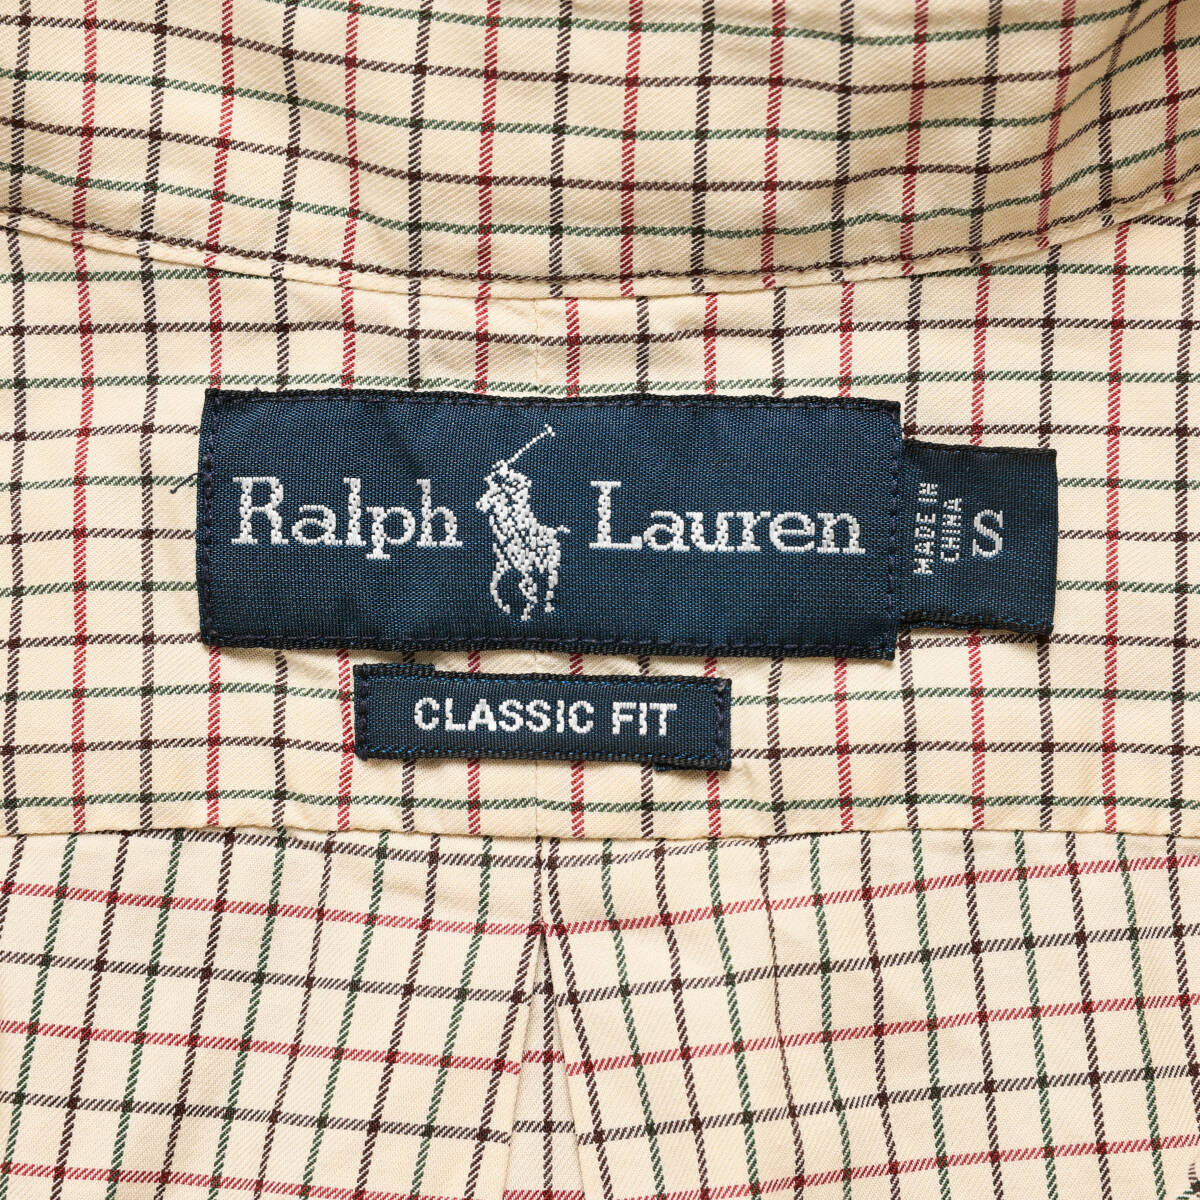 Ralph Lauren
MADE IN
CHINA
S
CLASSIC FIT